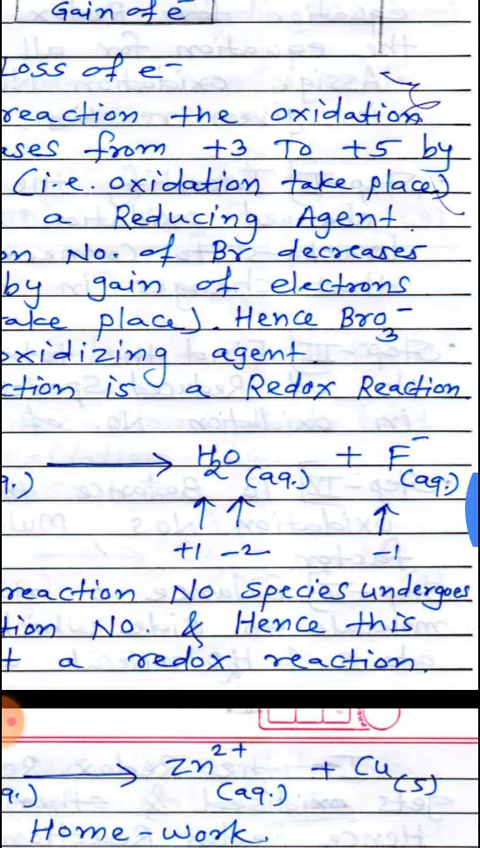 Gain of e⁻
Loss of e⁻
reaction the oxidation
ases from +3 To +5 by
(i.e. oxidation take place)
a Reducing Agent.
on No. of Br decreases
by gain of electrons
ake place). Hence BrO₃⁻
oxidizing agent.
ction is a Redox Reaction
⟶ H₂O (aq.) + F⁻ (aq.)
q.)
↑ ↑ ↑
+1 -2 -1
reaction No Species undergoes
tion No. & Hence this
t a redox reaction.
⟶ Zn²⁺ (aq.) + Cu (s)
q.)
Home-work